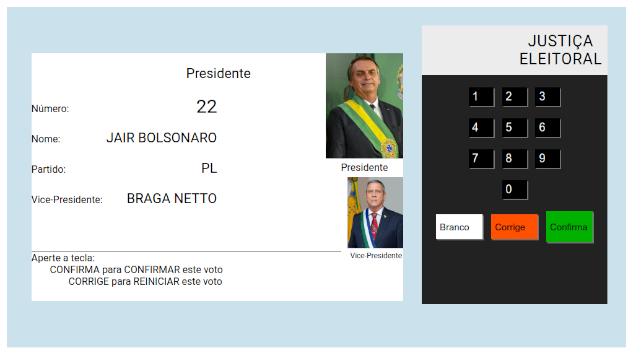 Presidente
Número: 22
Nome: JAIR BOLSONARO
Partido: PL
Vice-Presidente: BRAGA NETTO
Presidente
Vice-Presidente
Aperte a tecla:
CONFIRMA para CONFIRMAR este voto
CORRIGE para REINICIAR este voto
JUSTIÇA
ELEITORAL
1 2 3
4 5 6
7 8 9
0
Branco Corrige Confirma